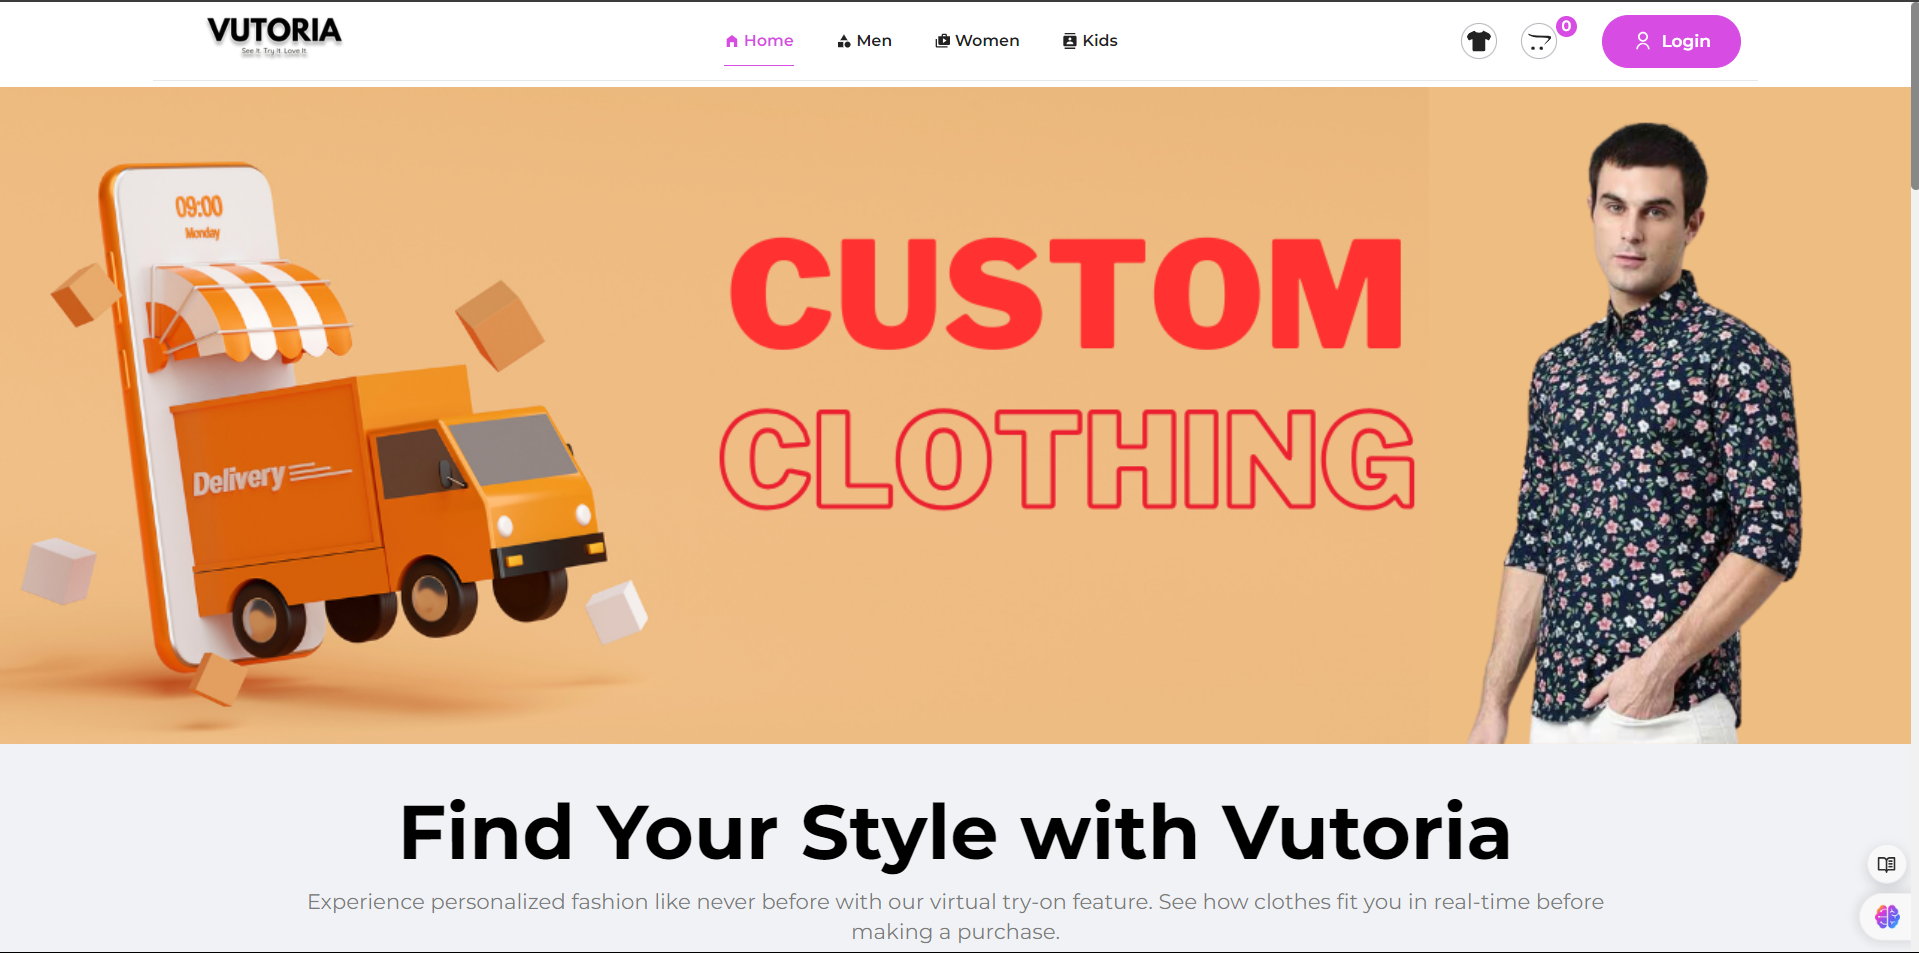 VUTORIA
See It. Try It. Love It.
Home
Men
Women
Kids
0
Login
09:00
Monday
Delivery
CUSTOM
CLOTHING
Find Your Style with Vutoria
Experience personalized fashion like never before with our virtual try-on feature. See how clothes fit you in real-time before
making a purchase.